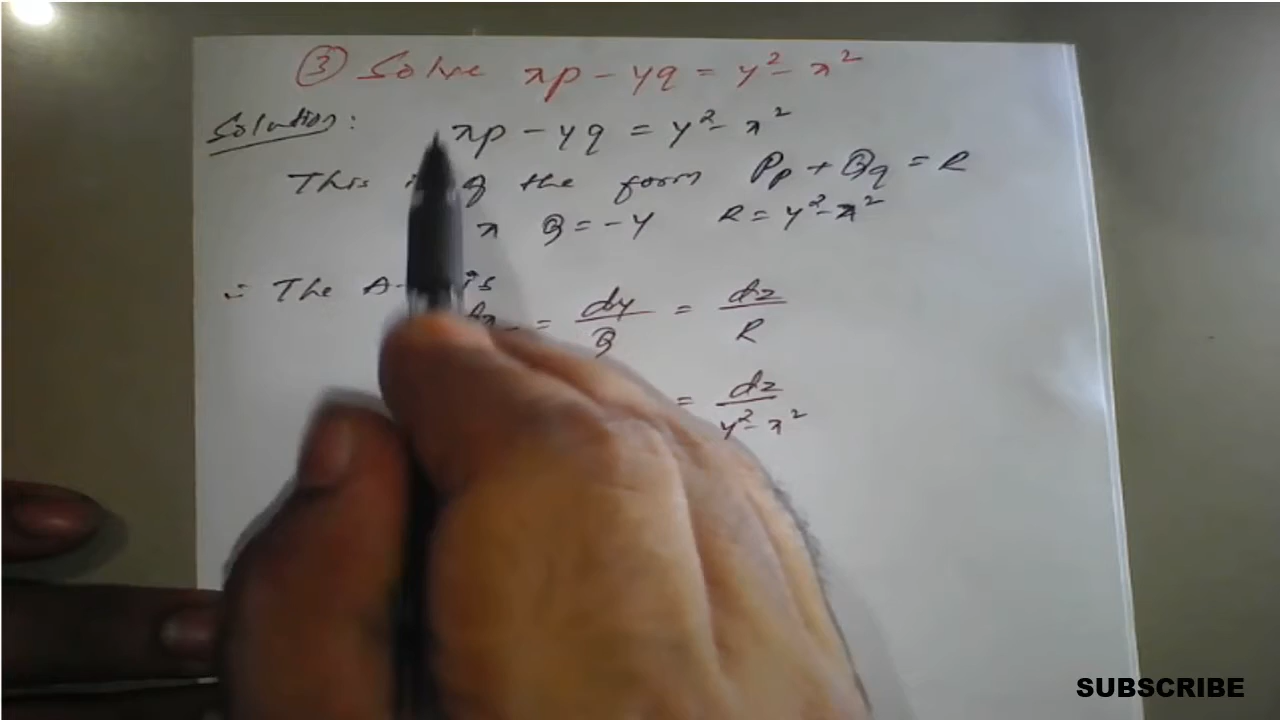 ③ Solve xp - yq = y² - x²
Solution: xp - yq = y² - x²
This of the form Pp + Qq = R
x Q = -y R = y² - x²
∴ The A is
= dy/Q = dz/R
= dz/(y² - x²)
SUBSCRIBE